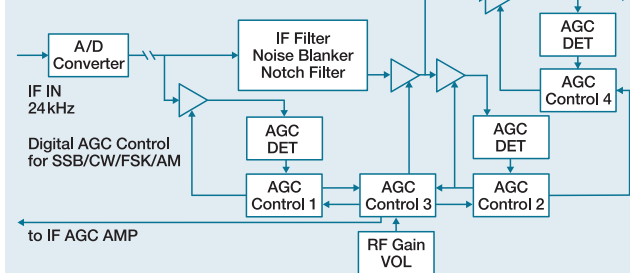 A/D
Converter
IF Filter
Noise Blanker
Notch Filter
AGC
DET
IF IN
24kHz
AGC
Control 4
Digital AGC Control
for SSB/CW/FSK/AM
AGC
DET
AGC
DET
AGC
Control 1
AGC
Control 3
AGC
Control 2
to IF AGC AMP
RF Gain
VOL